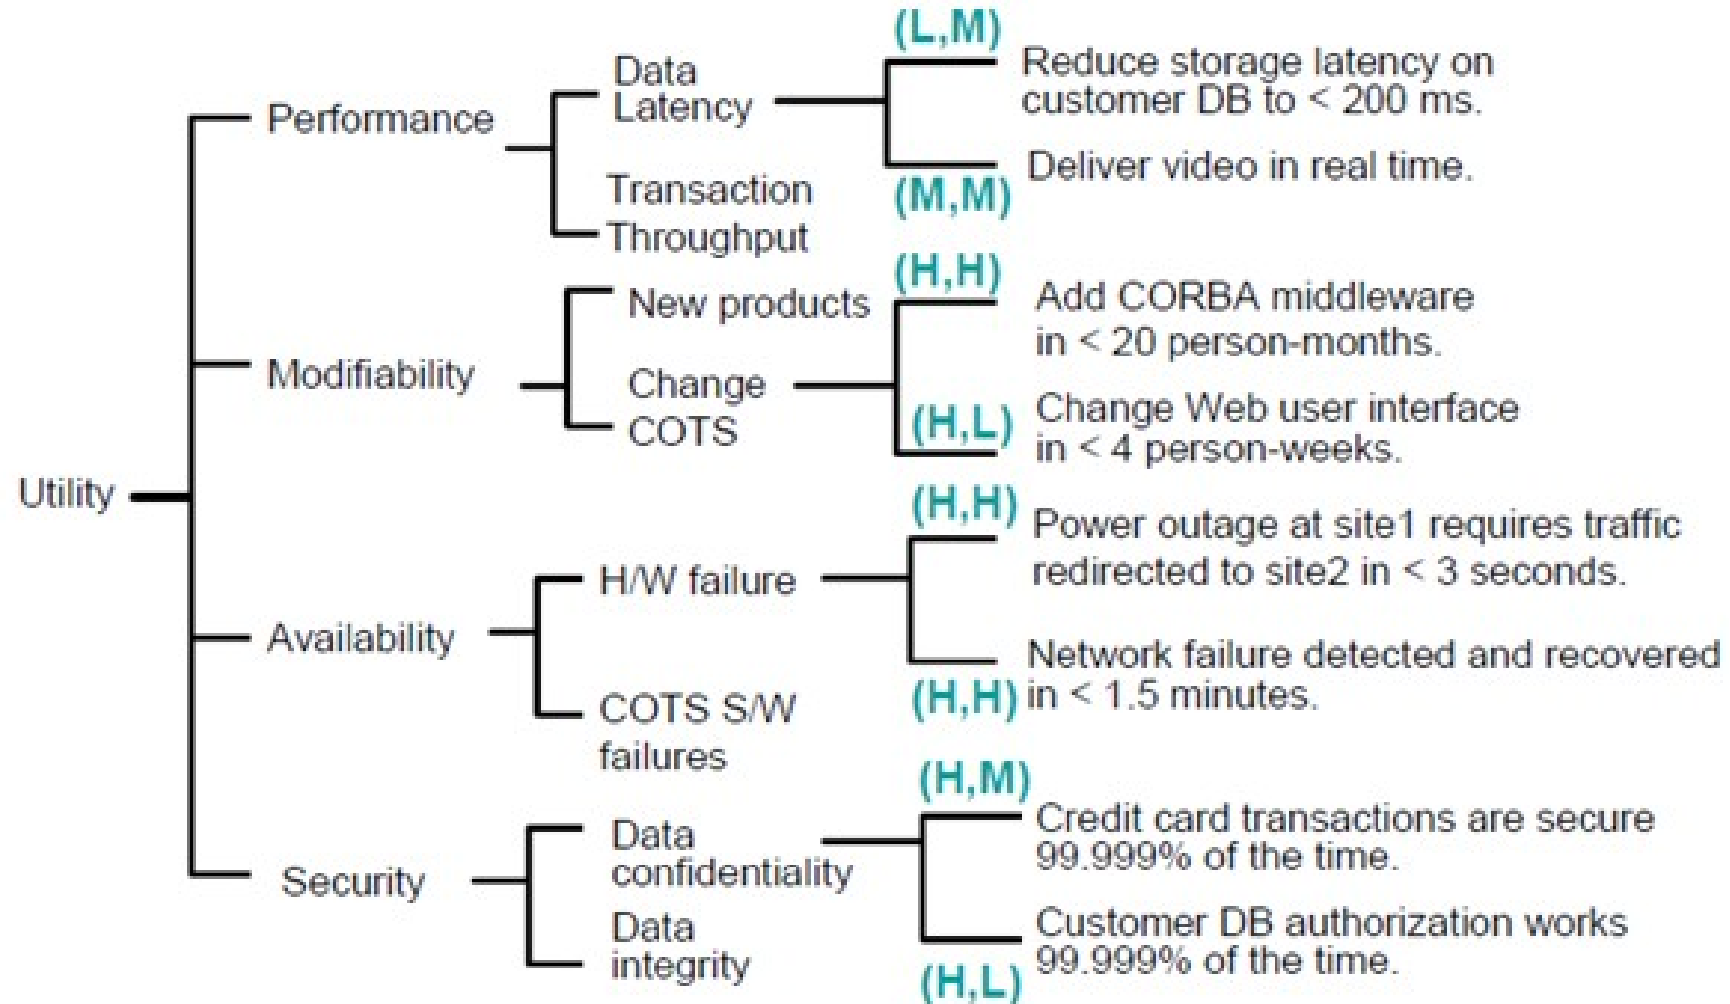 Utility
Performance
Data
Latency
(L,M)
Reduce storage latency on
customer DB to < 200 ms.
Deliver video in real time.
(M,M)
Transaction
Throughput
Modifiability
New products
Change
COTS
(H,H)
Add CORBA middleware
in < 20 person-months.
(H,L)
Change Web user interface
in < 4 person-weeks.
Availability
H/W failure
(H,H)
Power outage at site1 requires traffic
redirected to site2 in < 3 seconds.
Network failure detected and recovered
(H,H)
in < 1.5 minutes.
COTS S/W
failures
Security
Data
confidentiality
(H,M)
Credit card transactions are secure
99.999% of the time.
Customer DB authorization works
99.999% of the time.
(H,L)
Data
integrity